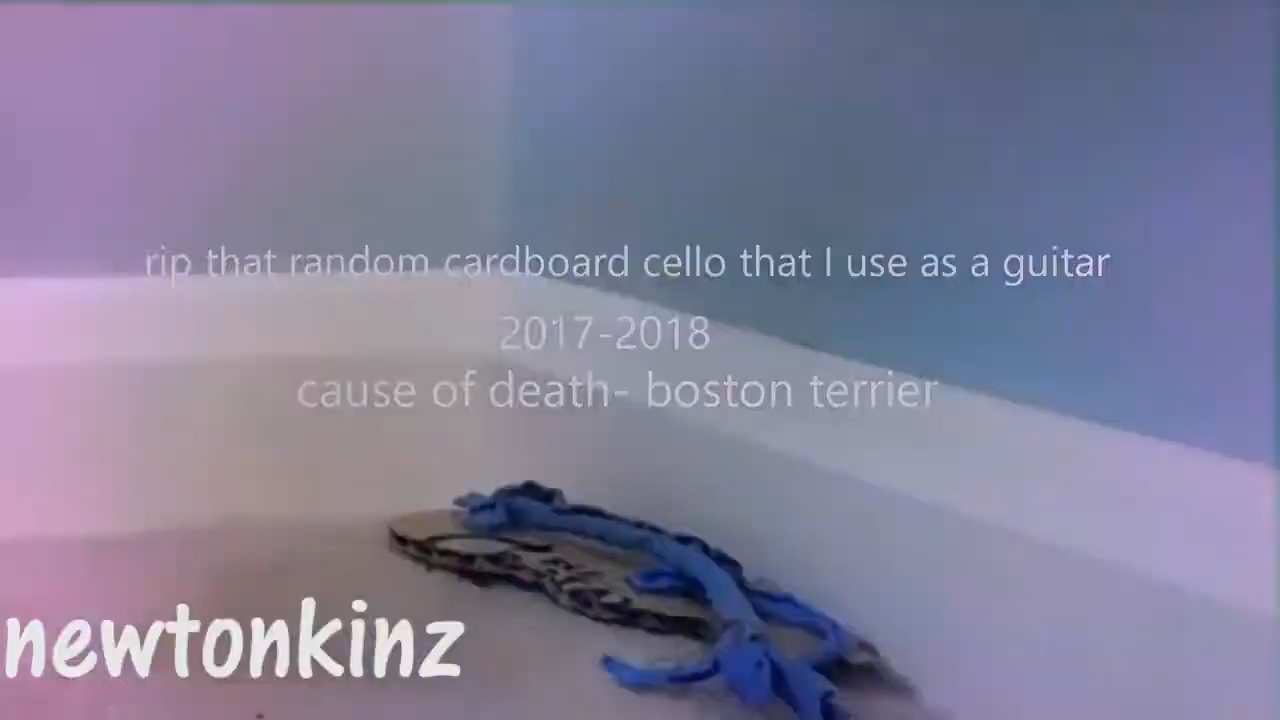 rip that random cardboard cello that I use as a guitar
2017-2018
cause of death- boston terrier
newtonkinz